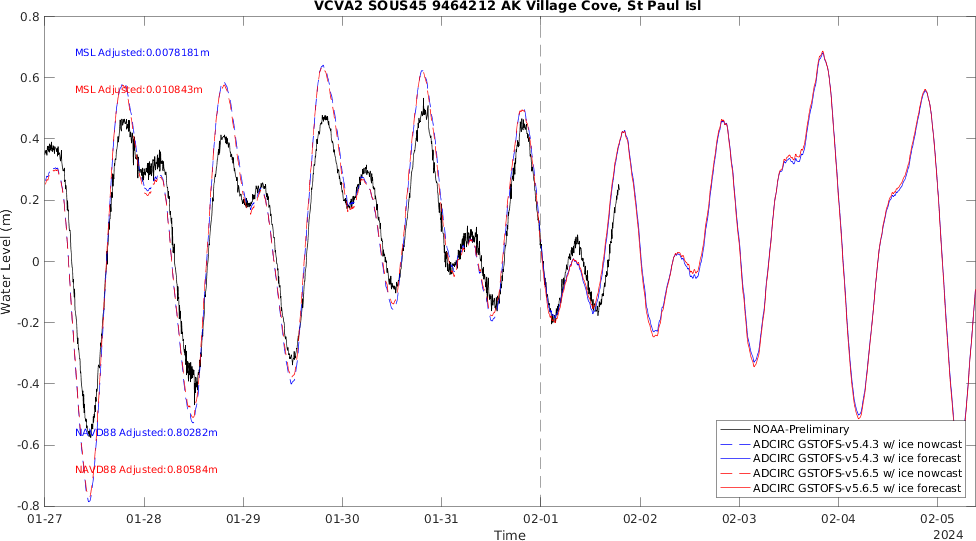 VCVA2 SOUS45 9464212 AK Village Cove, St Paul Isl
0.8
0.6
0.4
0.2
0
-0.2
-0.4
-0.6
-0.8
Water Level (m)
MSL Adjusted:0.0078181m
MSL Adjusted:0.010843m
NAVD88 Adjusted:0.80282m
NAVD88 Adjusted:0.80584m
NOAA-Preliminary
ADCIRC GSTOFS-v5.4.3 w/ ice nowcast
ADCIRC GSTOFS-v5.4.3 w/ ice forecast
ADCIRC GSTOFS-v5.6.5 w/ ice nowcast
ADCIRC GSTOFS-v5.6.5 w/ ice forecast
01-27 01-28 01-29 01-30 01-31 02-01 02-02 02-03 02-04 02-05
Time
2024